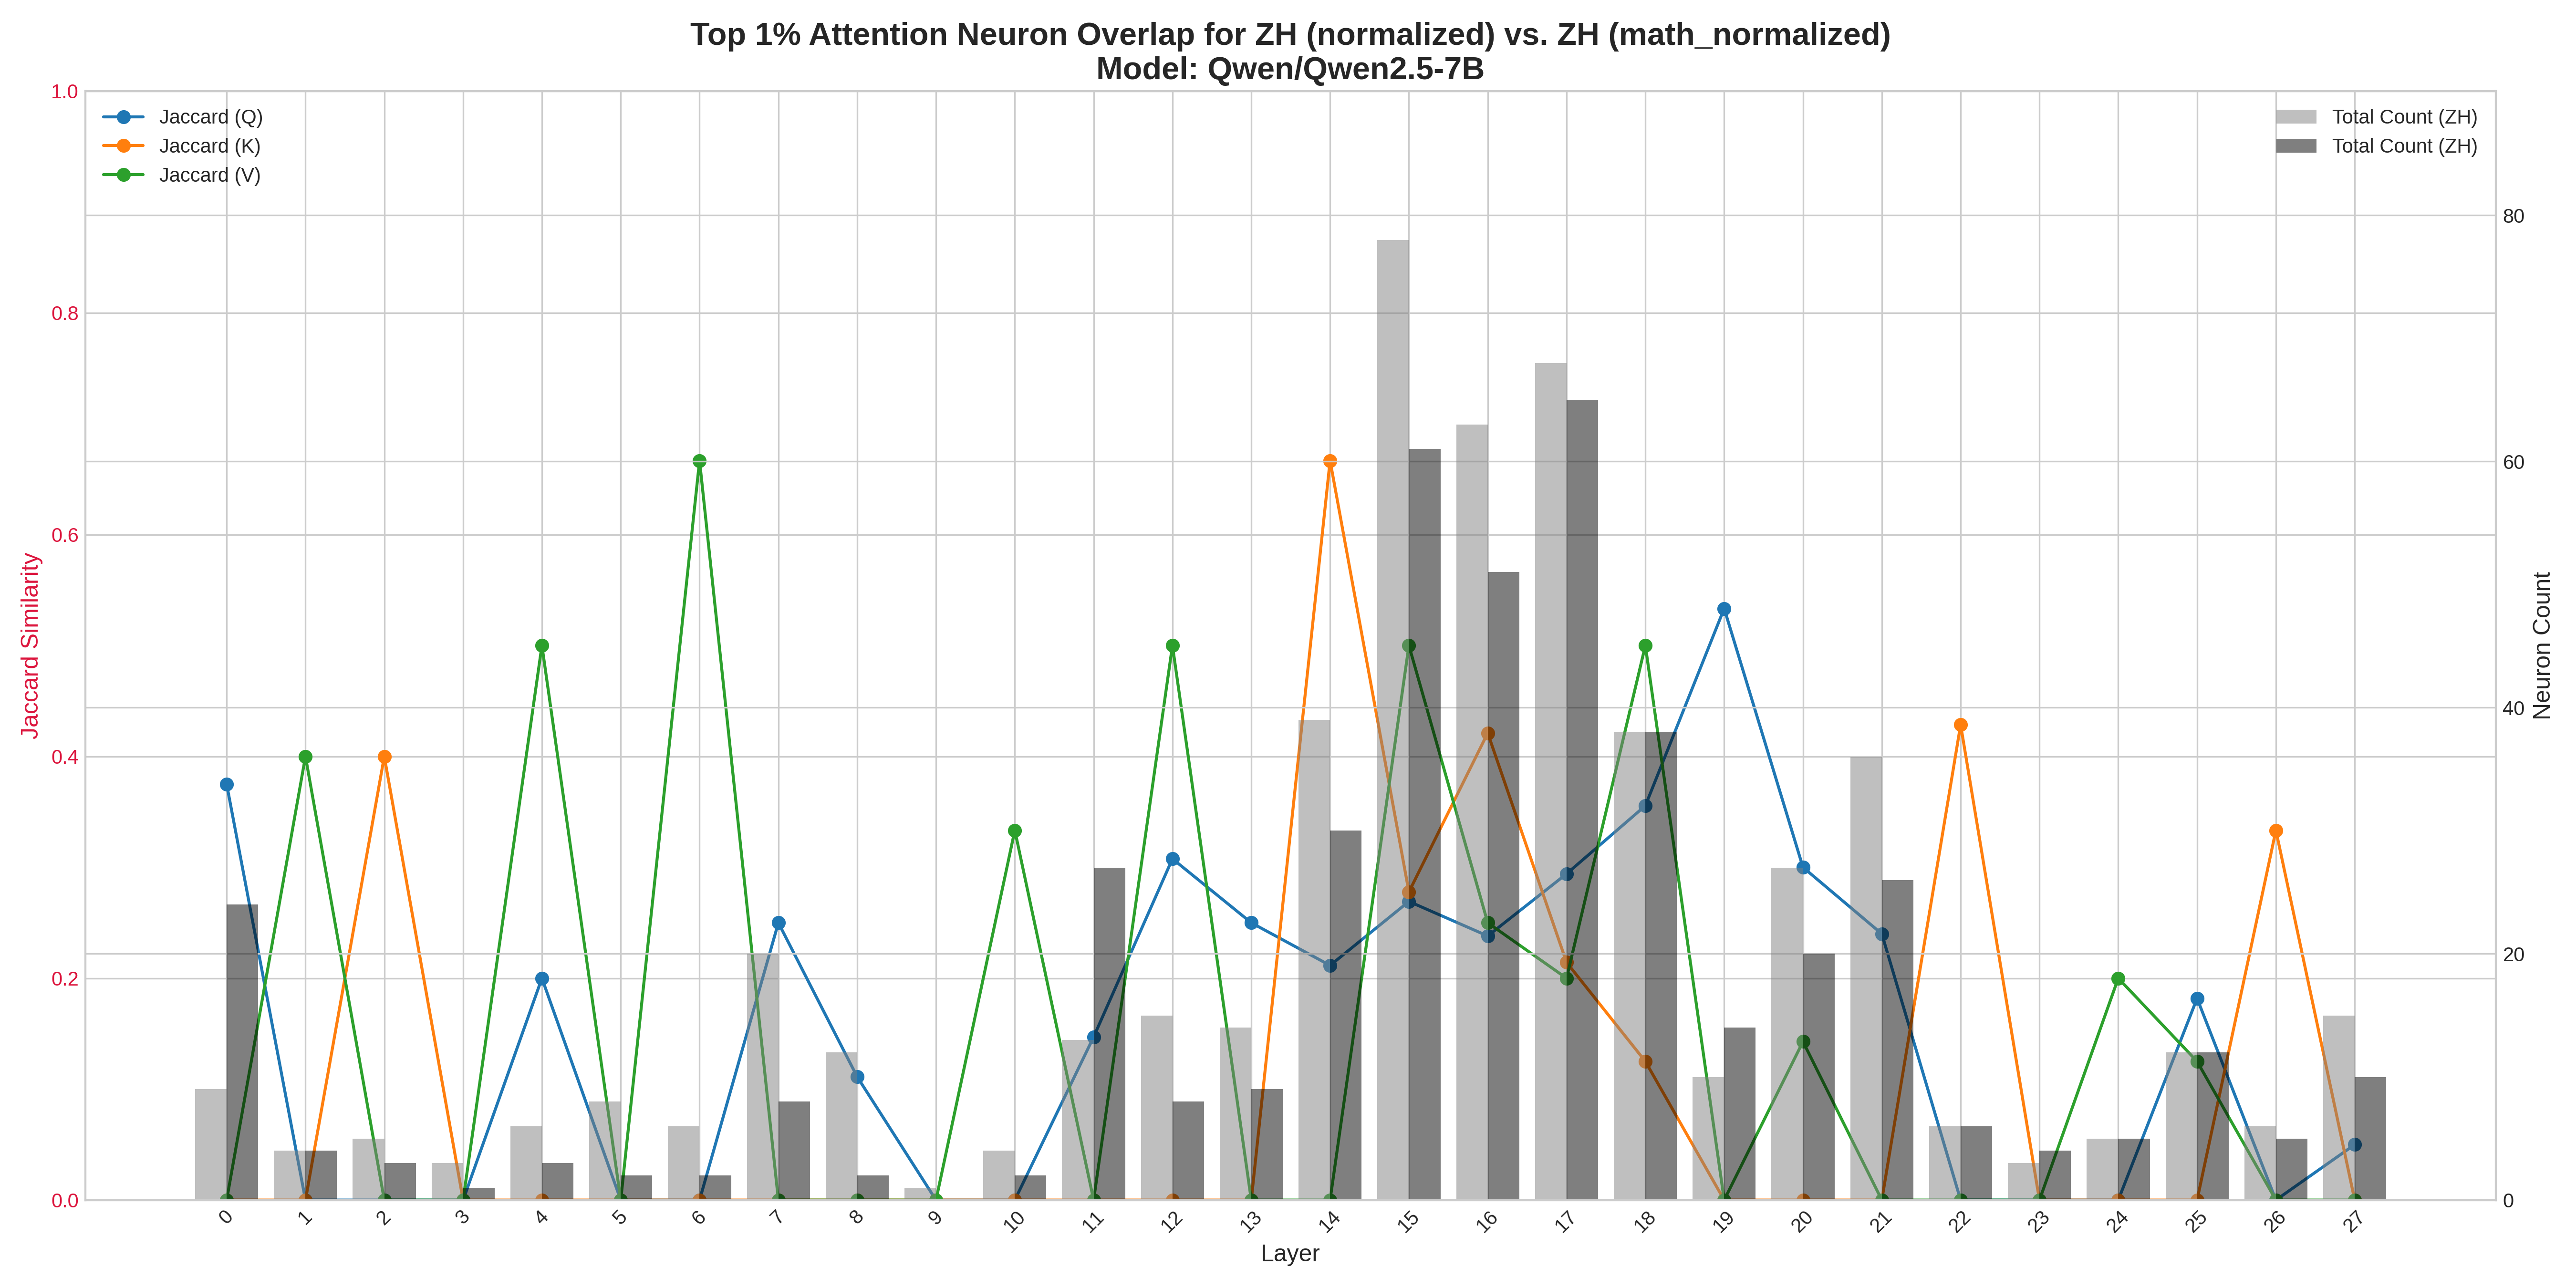 Top 1% Attention Neuron Overlap for ZH (normalized) vs. ZH (math_normalized)
Model: Qwen/Qwen2.5-7B
Jaccard (Q)
Jaccard (K)
Jaccard (V)
Total Count (ZH)
Total Count (ZH)
Jaccard Similarity
1.0
0.8
0.6
0.4
0.2
0.0
Neuron Count
80
60
40
20
0
0 1 2 3 4 5 6 7 8 9 10 11 12 13 14 15 16 17 18 19 20 21 22 23 24 25 26 27
Layer